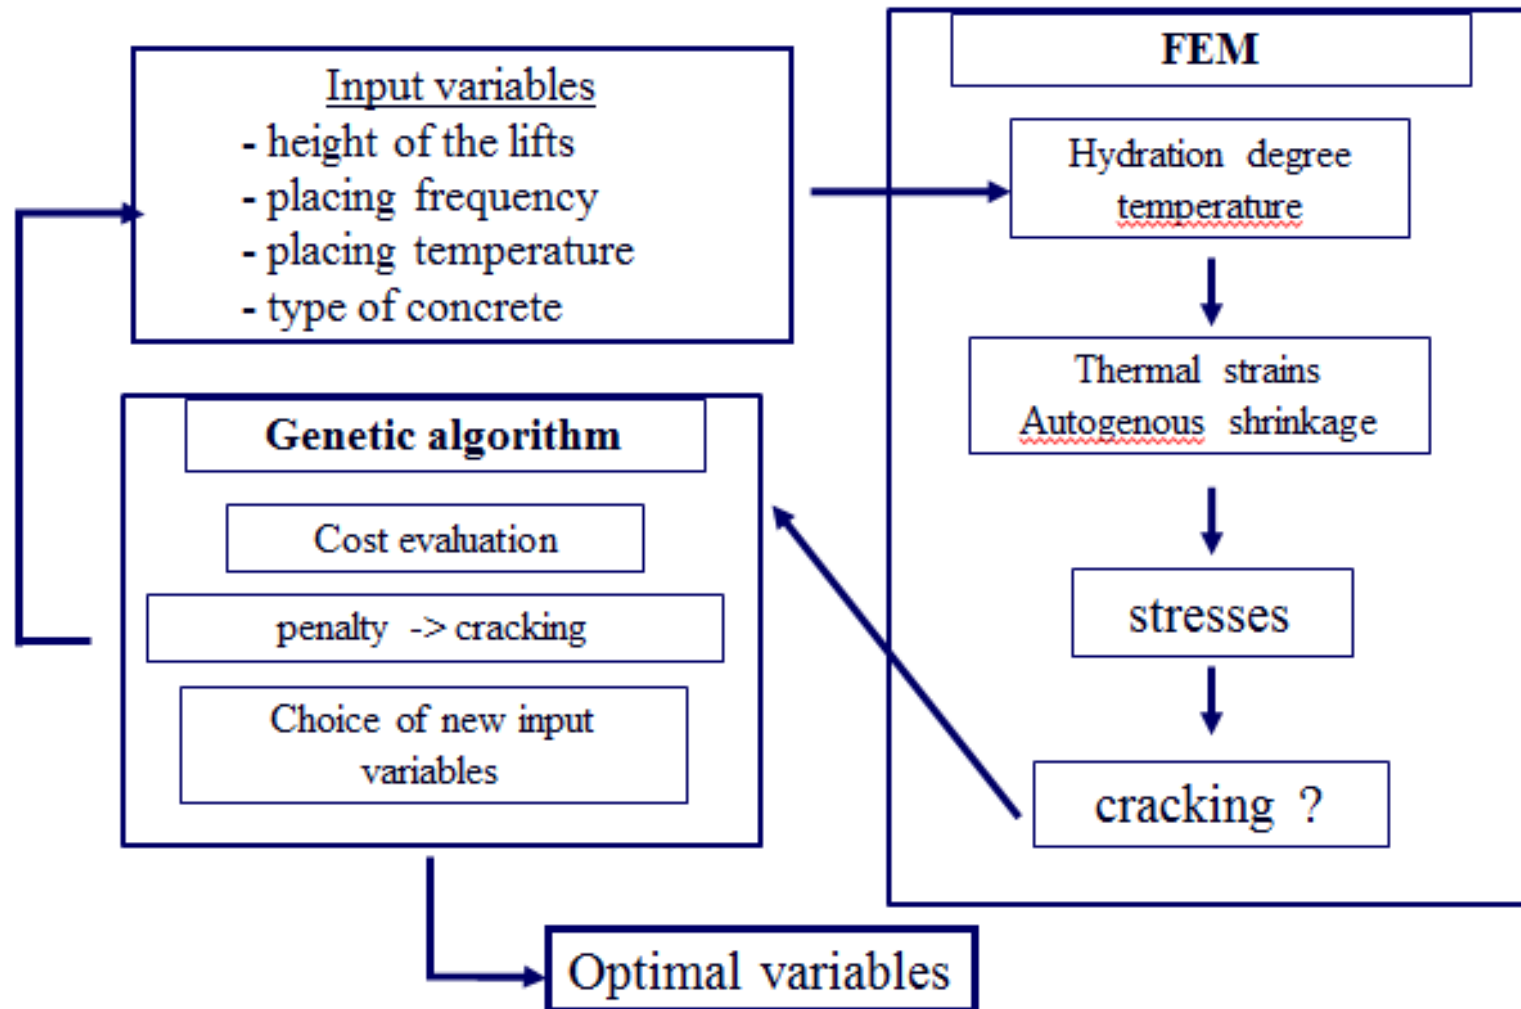 Input variables
- height of the lifts
- placing frequency
- placing temperature
- type of concrete
FEM
Hydration degree
temperature
Thermal strains
Autogenous shrinkage
stresses
cracking ?
Genetic algorithm
Cost evaluation
penalty -> cracking
Choice of new input
variables
Optimal variables